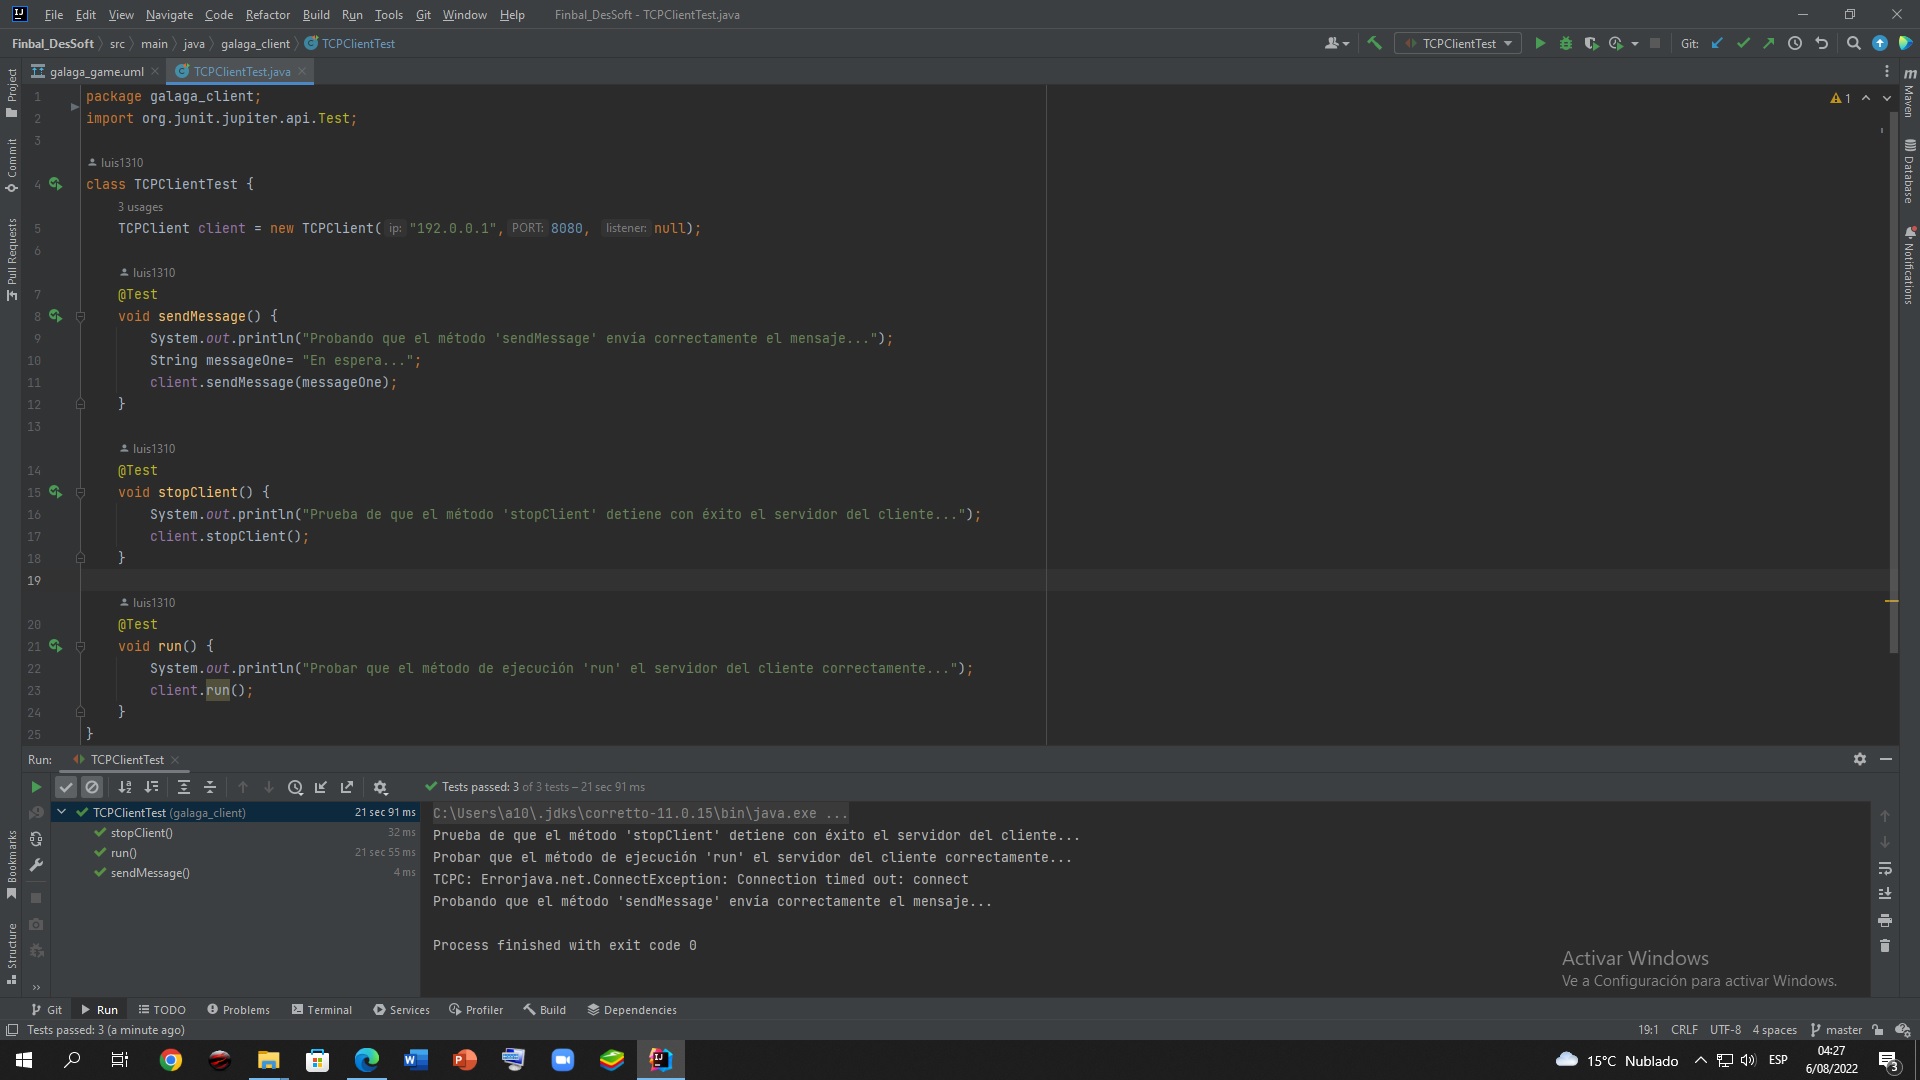 File Edit View Navigate Code Refactor Build Run Tools Git Window Help Finbal_DesSoft - TCPClientTest.java
Finbal_DesSoft src main java galaga_client TCPClientTest TCPClientTest Git:
galaga_game.uml TCPClientTest.java
1 package galaga_client; 1
2 import org.junit.jupiter.api.Test;
3
luis1310
4 class TCPClientTest {
3 usages
5 TCPClient client = new TCPClient( ip: "192.0.0.1", PORT: 8080, listener: null);
6
luis1310
7 @Test
8 void sendMessage() {
9 System.out.println("Probando que el método 'sendMessage' envía correctamente el mensaje...");
10 String messageOne= "En espera...";
11 client.sendMessage(messageOne);
12 }
13
luis1310
14 @Test
15 void stopClient() {
16 System.out.println("Prueba de que el método 'stopClient' detiene con éxito el servidor del cliente...");
17 client.stopClient();
18 }
19
luis1310
20 @Test
21 void run() {
22 System.out.println("Probar que el método de ejecución 'run' el servidor del cliente correctamente...");
23 client.run();
24 }
25 }
Project
Commit
Pull Requests
Bookmarks
Structure
m Maven
Database
Notifications
Run: TCPClientTest
Tests passed: 3 of 3 tests – 21 sec 91 ms
TCPClientTest (galaga_client) 21 sec 91 ms
stopClient() 32 ms
run() 21 sec 55 ms
sendMessage() 4 ms
C:\Users\a10\.jdks\corretto-11.0.15\bin\java.exe ...
Prueba de que el método 'stopClient' detiene con éxito el servidor del cliente...
Probar que el método de ejecución 'run' el servidor del cliente correctamente...
TCPC: Errorjava.net.ConnectException: Connection timed out: connect
Probando que el método 'sendMessage' envía correctamente el mensaje...
Process finished with exit code 0
Activar Windows
Ve a Configuración para activar Windows.
Git Run TODO Problems Terminal Services Profiler Build Dependencies
Tests passed: 3 (a minute ago) 19:1 CRLF UTF-8 4 spaces master
15°C Nublado ESP 04:27
6/08/2022 3